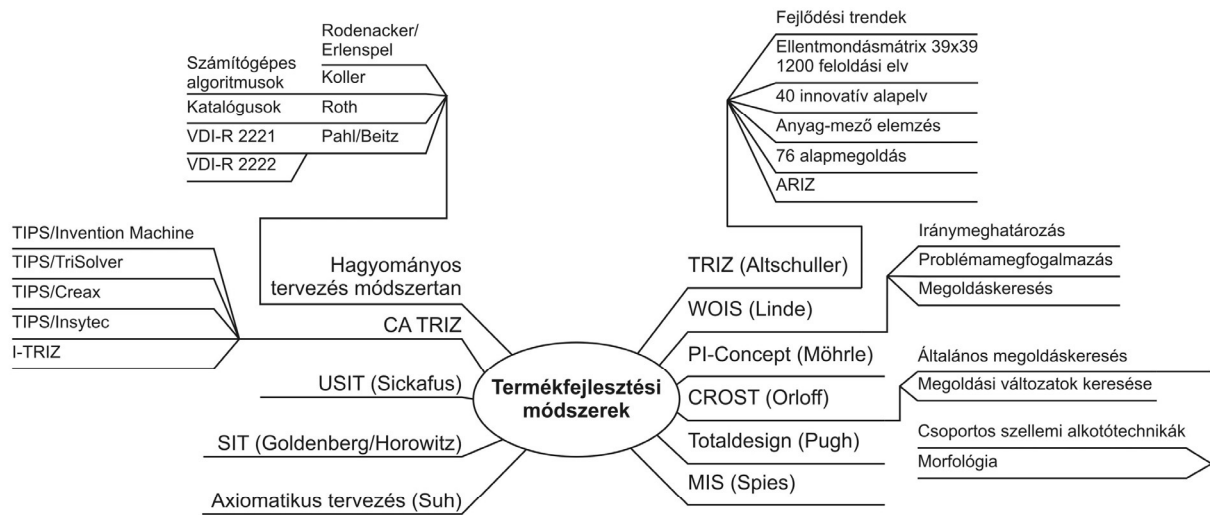 Rodenacker/
Erlenspel
Számítógépes
algoritmusok
Koller
Katalógusok
Roth
VDI-R 2221
Pahl/Beitz
VDI-R 2222
Fejlődési trendek
Ellentmondásmátrix 39x39
1200 feloldási elv
40 innovatív alapelv
Anyag-mező elemzés
76 alapmegoldás
ARIZ
TIPS/Invention Machine
TIPS/TriSolver
TIPS/Creax
TIPS/Insytec
I-TRIZ
Hagyományos
tervezés módszertan
CA TRIZ
USIT (Sickafus)
SIT (Goldenberg/Horowitz)
Axiomatikus tervezés (Suh)
Termékfejlesztési
módszerek
TRIZ (Altschuller)
WOIS (Linde)
PI-Concept (Möhrle)
CROST (Orloff)
Totaldesign (Pugh)
MIS (Spies)
Iránymeghatározás
Problémamegfogalmazás
Megoldáskeresés
Általános megoldáskeresés
Megoldási változatok keresése
Csoportos szellemi alkotótechnikák
Morfológia